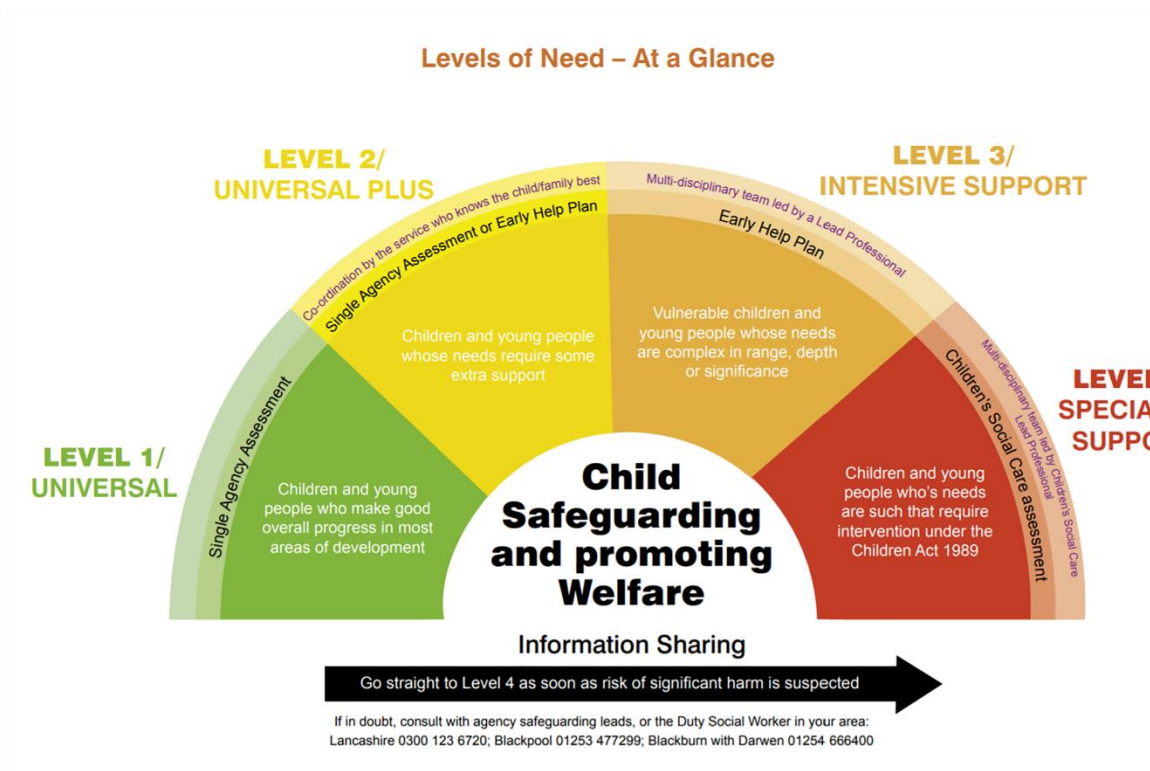 Levels of Need – At a Glance
LEVEL 1/
UNIVERSAL
Single Agency Assessment
Children and young
people who make good
overall progress in most
areas of development
LEVEL 2/
UNIVERSAL PLUS
Co-ordination by the service who knows the child/family best
Single Agency Assessment or Early Help Plan
Children and young people
whose needs require some
extra support
LEVEL 3/
INTENSIVE SUPPORT
Multi-disciplinary team led by a Lead Professional
Early Help Plan
Vulnerable children and
young people whose needs
are complex in range, depth
or significance
LEVEL
SPECIA
SUPPO
Multi-disciplinary team led by Children's Social Care
Lead Professional
Children's Social Care assessment
Children and young
people who's needs
are such that require
intervention under the
Children Act 1989
Child
Safeguarding
and promoting
Welfare
Information Sharing
Go straight to Level 4 as soon as risk of significant harm is suspected
If in doubt, consult with agency safeguarding leads, or the Duty Social Worker in your area:
Lancashire 0300 123 6720; Blackpool 01253 477299; Blackburn with Darwen 01254 666400